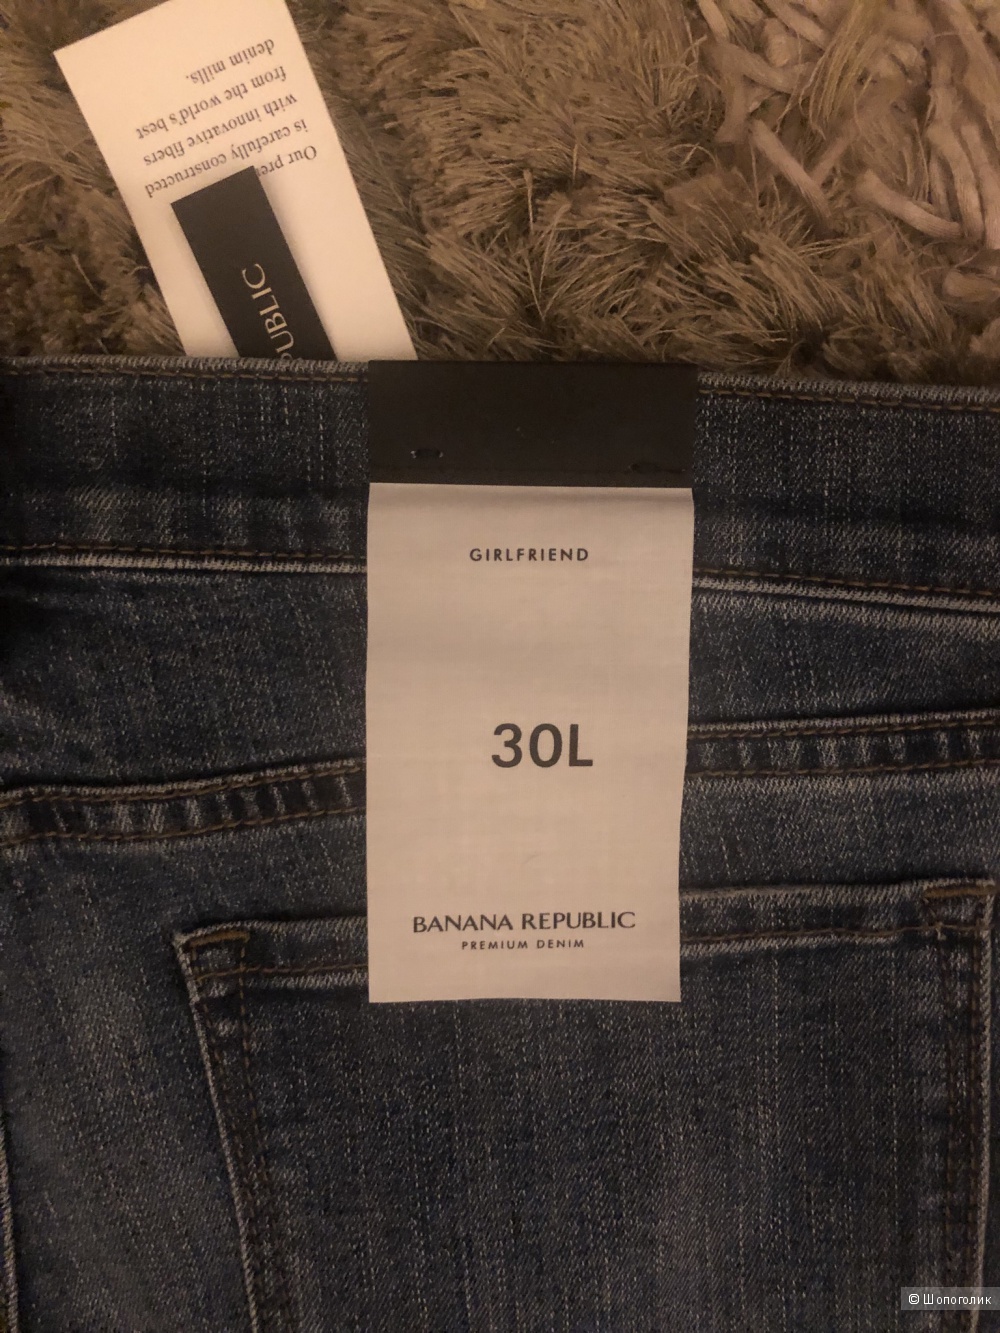 Our
is carefully constructed
with innovative fibers
from the world's best
denim mills.
GIRLFRIEND
30L
BANANA REPUBLIC
PREMIUM DENIM
© Шопоголик